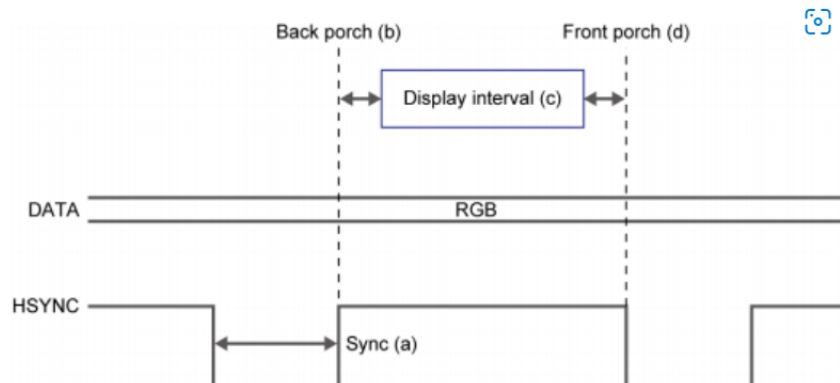 Back porch (b)
Front porch (d)
Display interval (c)
DATA
RGB
HSYNC
Sync (a)